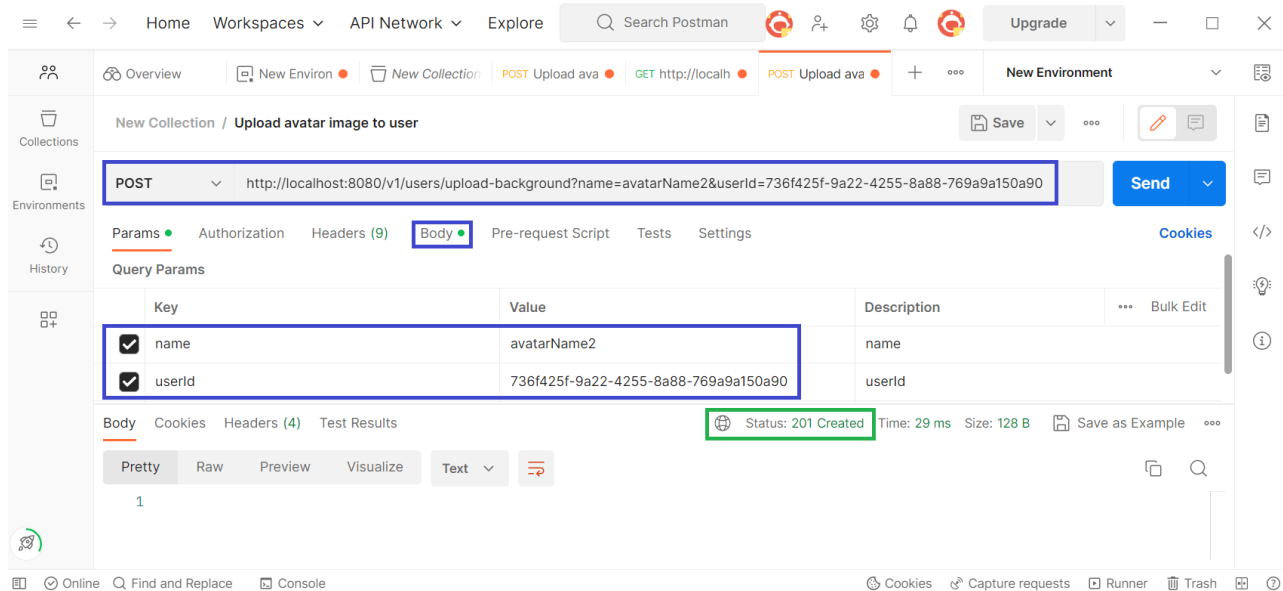 Home Workspaces API Network Explore Search Postman Upgrade
Overview New Environ New Collection POST Upload ava GET http://localh POST Upload ava New Environment
New Collection / Upload avatar image to user Save
Collections
POST http://localhost:8080/v1/users/upload-background?name=avatarName2&userId=736f425f-9a22-4255-8a88-769a9a150a90 Send
Environments
Params Authorization Headers (9) Body Pre-request Script Tests Settings Cookies
History
Query Params
Key Value Description Bulk Edit
name avatarName2 name
userId 736f425f-9a22-4255-8a88-769a9a150a90 userId
Body Cookies Headers (4) Test Results Status: 201 Created Time: 29 ms Size: 128 B Save as Example
Pretty Raw Preview Visualize Text
1
Online Find and Replace Console Cookies Capture requests Runner Trash